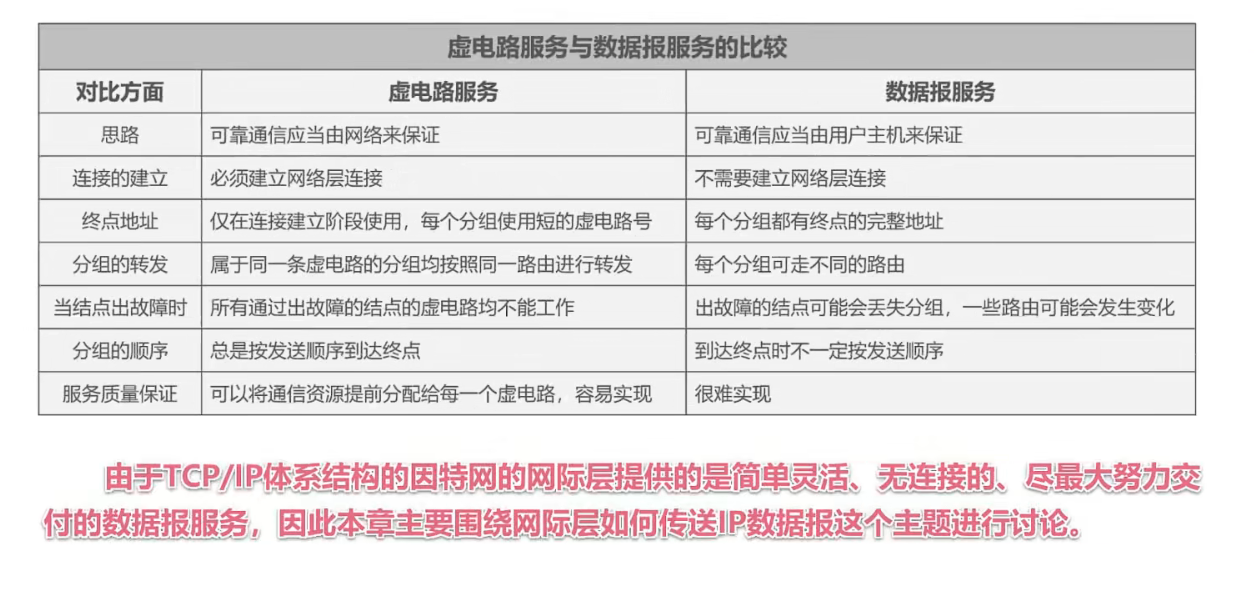 虚电路服务与数据报服务的比较
对比方面 虚电路服务 数据报服务
思路 可靠通信应当由网络来保证 可靠通信应当由用户主机来保证
连接的建立 必须建立网络层连接 不需要建立网络层连接
终点地址 仅在连接建立阶段使用，每个分组使用短的虚电路号 每个分组都有终点的完整地址
分组的转发 属于同一条虚电路的分组均按照同一路由进行转发 每个分组可走不同的路由
当结点出故障时 所有通过出故障的结点的虚电路均不能工作 出故障的结点可能会丢失分组，一些路由可能会发生变化
分组的顺序 总是按发送顺序到达终点 到达终点时不一定按发送顺序
服务质量保证 可以将通信资源提前分配给每一个虚电路，容易实现 很难实现
由于TCP/IP体系结构的因特网的网际层提供的是简单灵活、无连接的、尽最大努力交
付的数据报服务，因此本章主要围绕网际层如何传送IP数据报这个主题进行讨论。